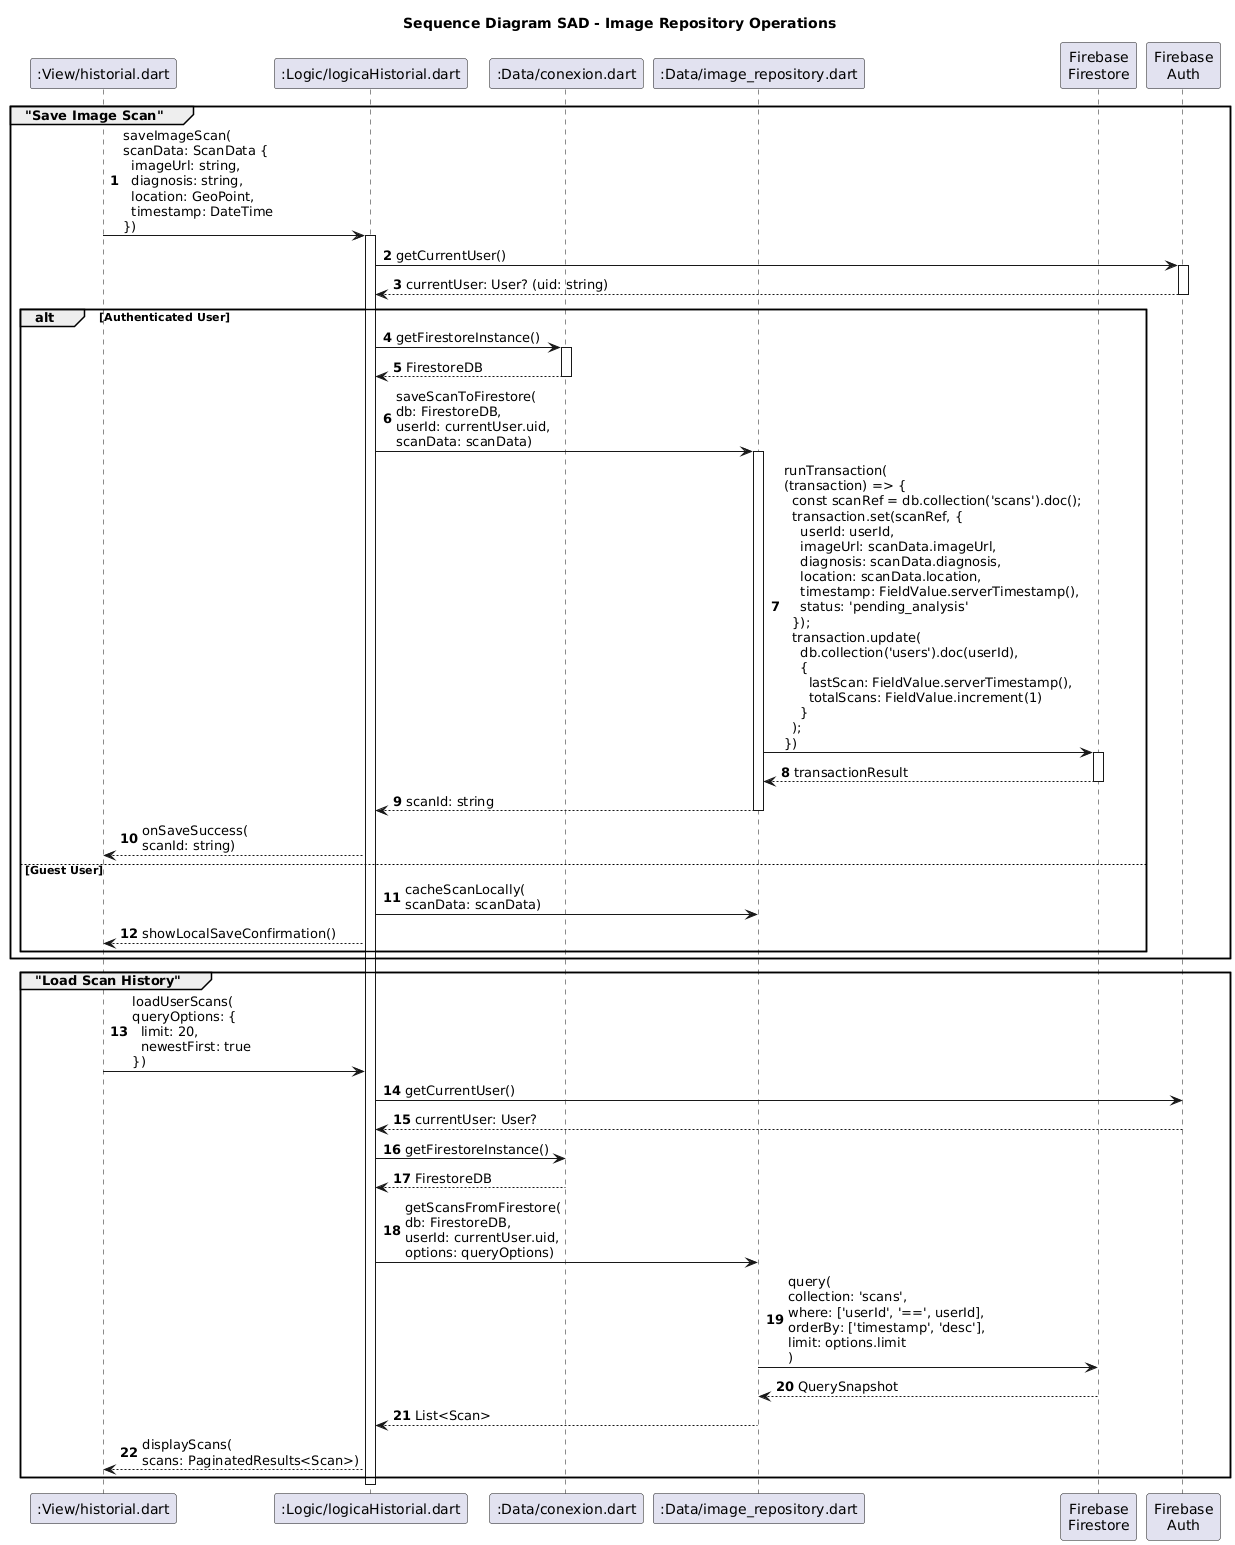 Sequence Diagram SAD - Image Repository Operations
:View/historial.dart
:Logic/logicaHistorial.dart
:Data/conexion.dart
:Data/image_repository.dart
Firebase
Firestore
Firebase
Auth
"Save Image Scan"
1
saveImageScan(
scanData: ScanData {
imageUrl: string,
diagnosis: string,
location: GeoPoint,
timestamp: DateTime
})
2 getCurrentUser()
3 currentUser: User? (uid: string)
alt [Authenticated User]
4 getFirestoreInstance()
5 FirestoreDB
6
saveScanToFirestore(
db: FirestoreDB,
userId: currentUser.uid,
scanData: scanData)
7
runTransaction(
(transaction) => {
const scanRef = db.collection('scans').doc();
transaction.set(scanRef, {
userId: userId,
imageUrl: scanData.imageUrl,
diagnosis: scanData.diagnosis,
location: scanData.location,
timestamp: FieldValue.serverTimestamp(),
status: 'pending_analysis'
});
transaction.update(
db.collection('users').doc(userId),
{
lastScan: FieldValue.serverTimestamp(),
totalScans: FieldValue.increment(1)
}
);
})
8 transactionResult
9 scanId: string
10
onSaveSuccess(
scanId: string)
[Guest User]
11
cacheScanLocally(
scanData: scanData)
12 showLocalSaveConfirmation()
"Load Scan History"
13
loadUserScans(
queryOptions: {
limit: 20,
newestFirst: true
})
14 getCurrentUser()
15 currentUser: User?
16 getFirestoreInstance()
17 FirestoreDB
18
getScansFromFirestore(
db: FirestoreDB,
userId: currentUser.uid,
options: queryOptions)
19
query(
collection: 'scans',
where: ['userId', '==', userId],
orderBy: ['timestamp', 'desc'],
limit: options.limit
)
20 QuerySnapshot
21 List<Scan>
22
displayScans(
scans: PaginatedResults<Scan>)
:View/historial.dart
:Logic/logicaHistorial.dart
:Data/conexion.dart
:Data/image_repository.dart
Firebase
Firestore
Firebase
Auth